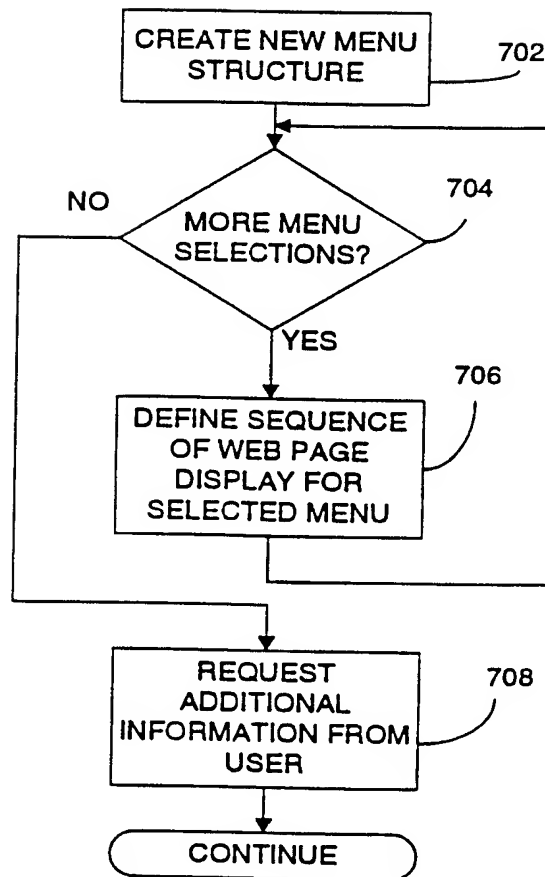 CREATE NEW MENU
STRUCTURE
702
704
NO
MORE MENU
SELECTIONS?
YES
706
DEFINE SEQUENCE
OF WEB PAGE
DISPLAY FOR
SELECTED MENU
REQUEST
ADDITIONAL
INFORMATION FROM
USER
708
CONTINUE